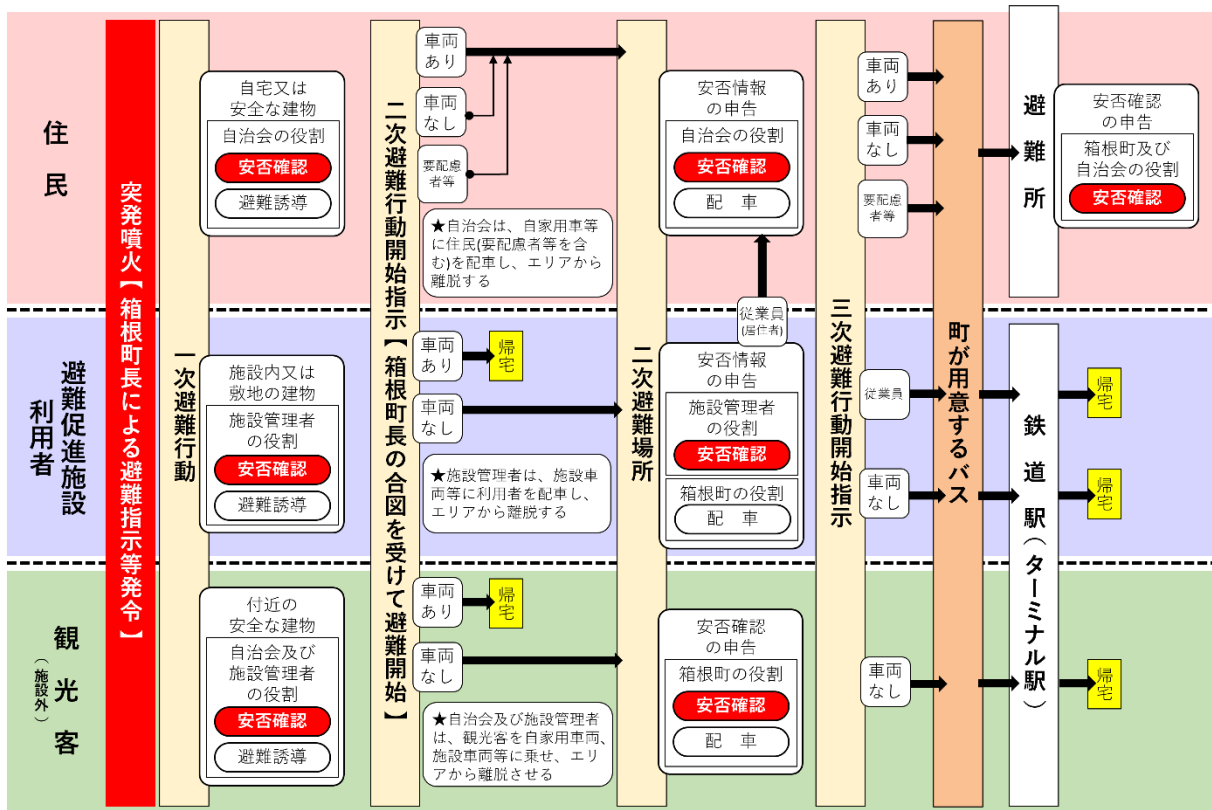 住民
避難促進施設
利用者
観光客
（施設外）
突発噴火【箱根町長による避難指示等発令】
一次避難行動
自宅又は
安全な建物
自治会の役割
安否確認
避難誘導
施設内又は
敷地の建物
施設管理者
の役割
安否確認
避難誘導
付近の
安全な建物
自治会及び
施設管理者
の役割
安否確認
避難誘導
二次避難行動開始指示【箱根町長の合図を受けて避難開始】
車両
あり
車両
なし
要配慮
者等
★自治会は、自家用車等
に住民(要配慮者等を含
む)を配車し、エリアから
離脱する
車両
あり
帰宅
車両
なし
★施設管理者は、施設車
両等に利用者を配車し、
エリアから離脱する
車両
あり
帰宅
車両
なし
★自治会及び施設管理者
は、観光客を自家用車両、
施設車両等に乗せ、エリ
アから離脱させる
二次避難場所
安否情報
の申告
自治会の役割
安否確認
配　車
従業員
(居住者)
安否情報
の申告
施設管理者
の役割
安否確認
箱根町の役割
配　車
安否確認
の申告
箱根町の役割
安否確認
配　車
三次避難行動開始指示
車両
あり
車両
なし
要配慮
者等
従業員
車両
なし
車両
なし
町が用意するバス
避難所
安否確認
の申告
箱根町及び
自治会の役割
安否確認
鉄道駅（ターミナル駅）
帰宅
帰宅
帰宅